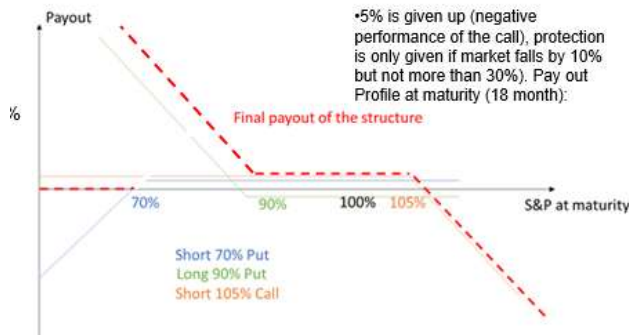 Payout
•5% is given up (negative
performance of the call), protection
is only given if market falls by 10%
but not more than 30%). Pay out
Profile at maturity (18 month):
%
Final payout of the structure
70%
90%
100%
105%
S&P at maturity
Short 70% Put
Long 90% Put
Short 105% Call